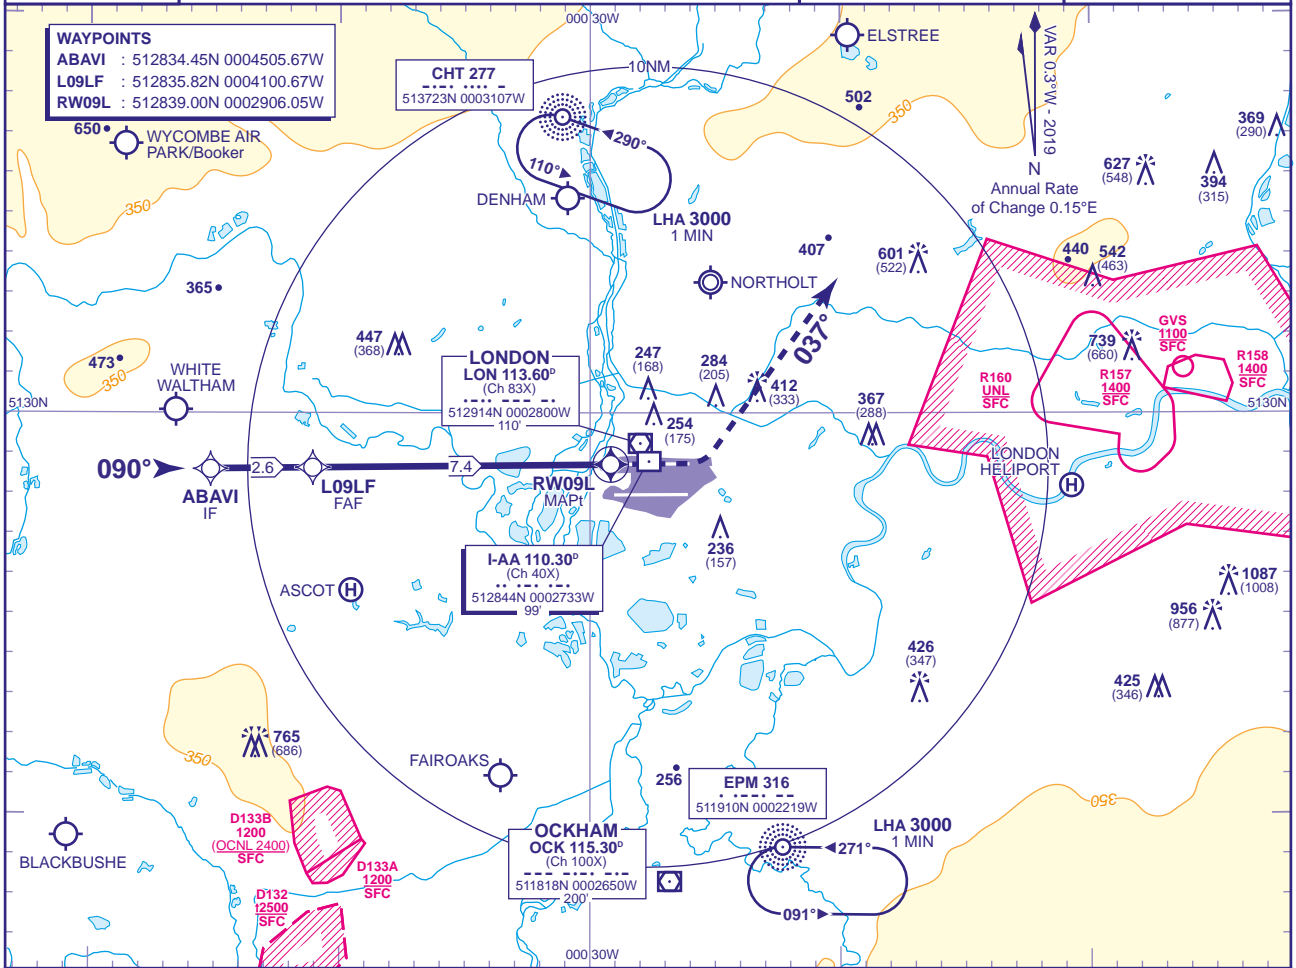 000 30W
WAYPOINTS
ABAVI : 512834.45N 0004505.67W
L09LF : 512835.82N 0004100.67W
RW09L : 512839.00N 0002906.05W
650
WYCOMBE AIR
PARK/Booker
350
CHT 277
513723N 0003107W
10NM
ELSTREE
502
350
VAR 0.3°W - 2019
N
Annual Rate
of Change 0.15°E
369
(290)
627
(548)
394
(315)
290°
110°
DENHAM
LHA 3000
1 MIN
407
601
(522)
440
542
(463)
NORTHOLT
365
447
(368)
473
350
WHITE
WALTHAM
5130N
LONDON
LON 113.60D
(Ch 83X)
512914N 0002800W
110'
247
(168)
284
(205)
254
(175)
412
(333)
037°
367
(288)
739
(660)
GVS
1100
SFC
R158
1400
SFC
R157
1400
SFC
R160
UNL
SFC
5130N
LONDON
HELIPORT
H
090°
2.6
7.4
ABAVI
IF
L09LF
FAF
RW09L
MAPt
I-AA 110.30D
(Ch 40X)
512844N 0002733W
99'
236
(157)
ASCOT H
1087
(1008)
956
(877)
426
(347)
425
(346)
765
(686)
350
FAIROAKS
256
EPM 316
511910N 0002219W
350
D133B
1200
(OCNL 2400)
SFC
D133A
1200
SFC
D132
2500
SFC
BLACKBUSHE
OCKHAM
OCK 115.30D
(Ch 100X)
511818N 0002650W
200'
LHA 3000
1 MIN
271°
091°
000 30W